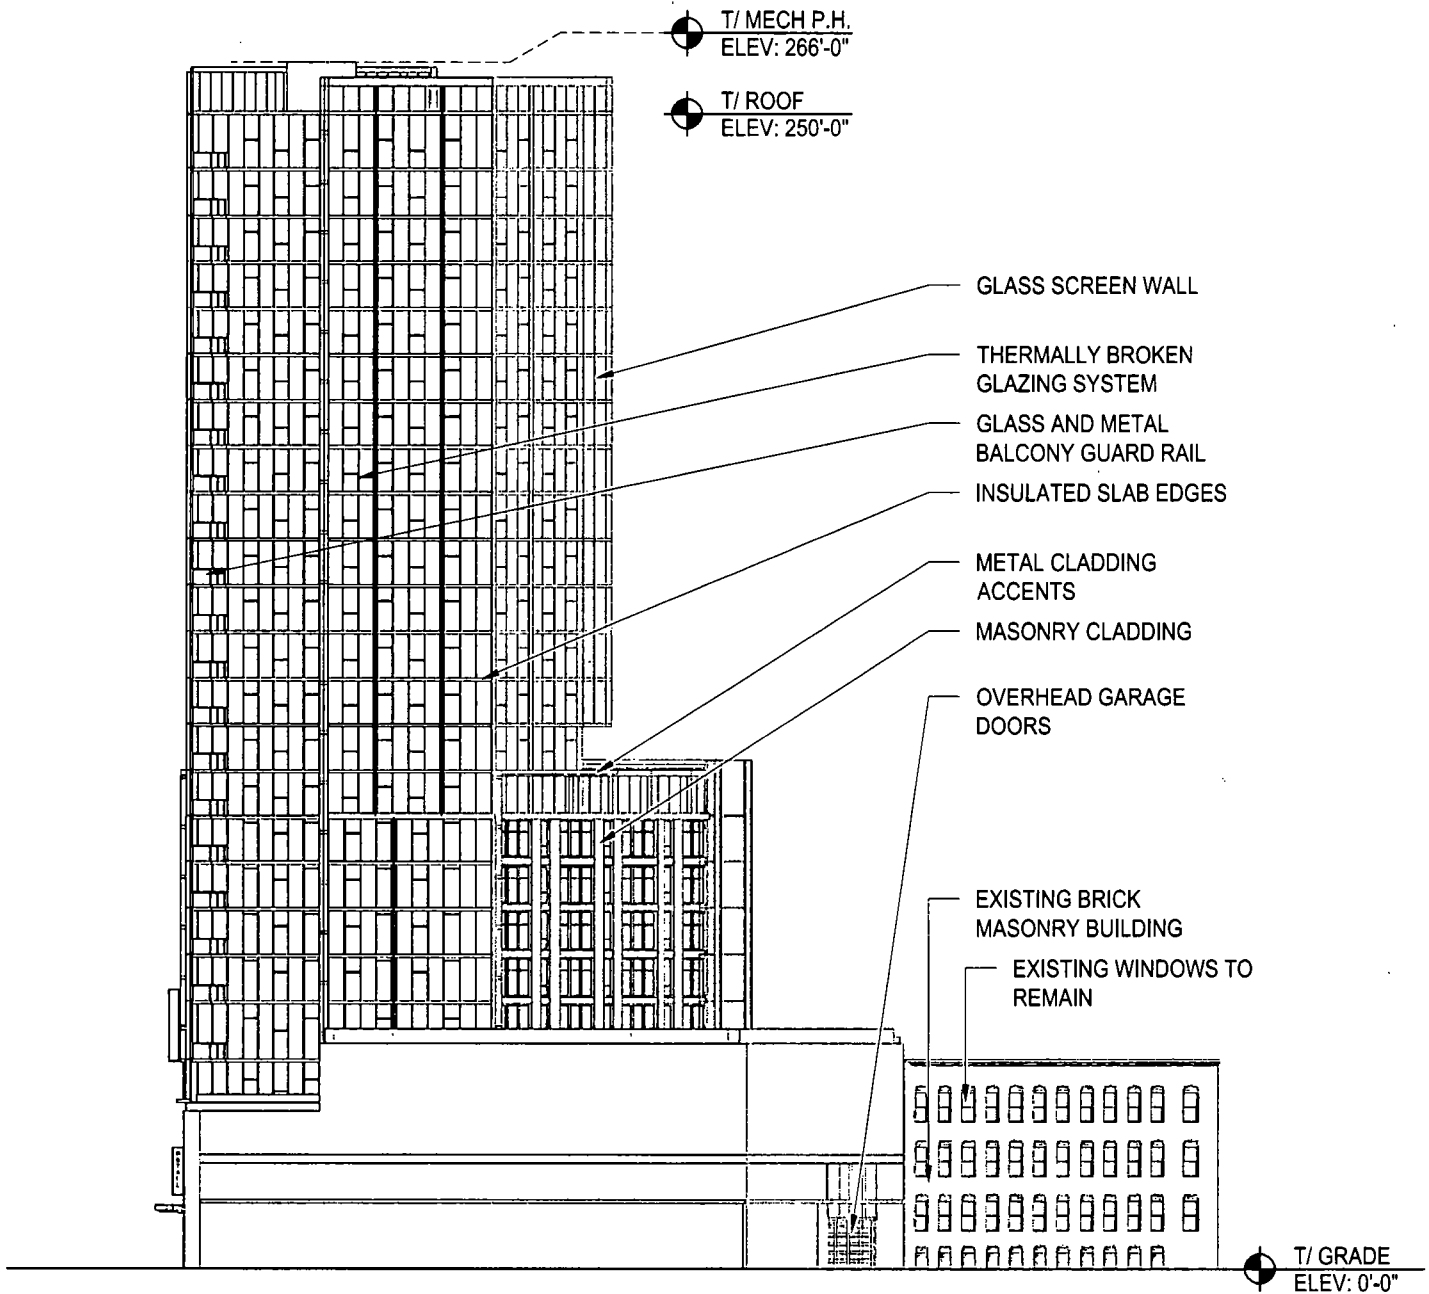 T/ MECH P.H.
ELEV: 266'-0"
T/ ROOF
ELEV: 250'-0"
GLASS SCREEN WALL
THERMALLY BROKEN
GLAZING SYSTEM
GLASS AND METAL
BALCONY GUARD RAIL
INSULATED SLAB EDGES
METAL CLADDING
ACCENTS
MASONRY CLADDING
OVERHEAD GARAGE
DOORS
EXISTING BRICK
MASONRY BUILDING
EXISTING WINDOWS TO
REMAIN
T/ GRADE
ELEV: 0'-0"